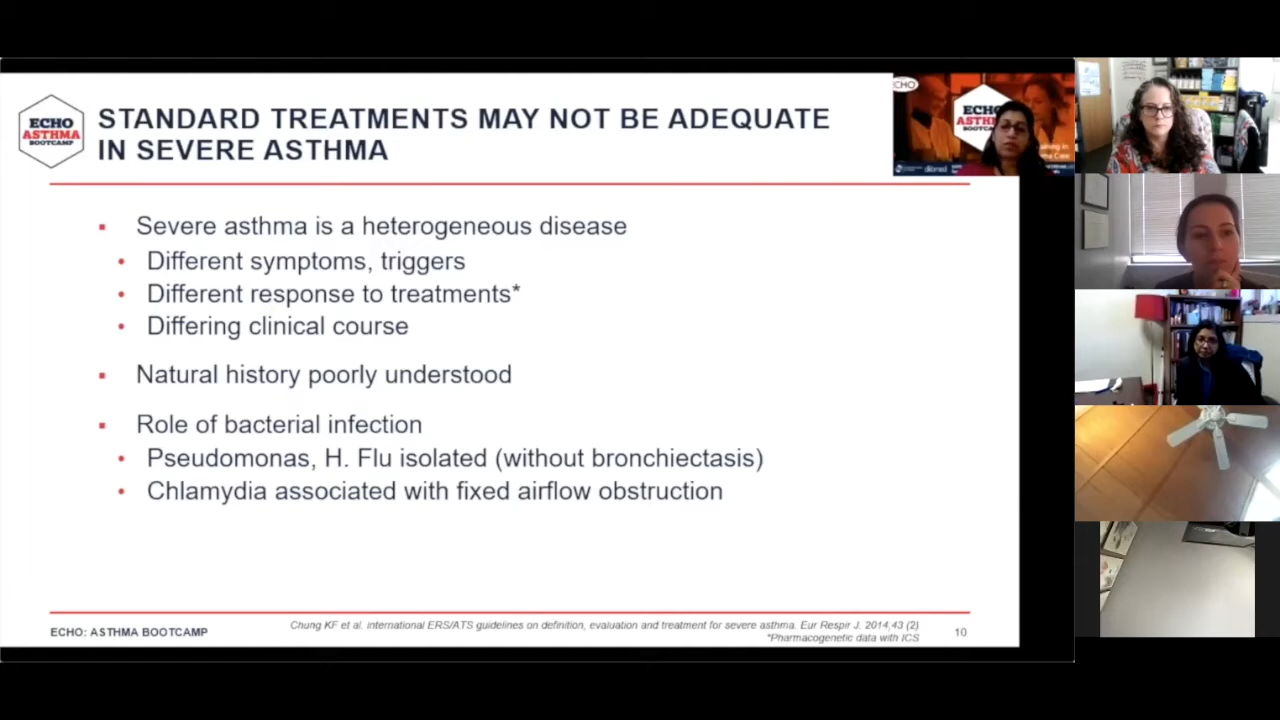 ECHO
ASTHMA
BOOTCAMP
STANDARD TREATMENTS MAY NOT BE ADEQUATE
IN SEVERE ASTHMA
ECHO
ECHO
BOOTCAMP
▪ Severe asthma is a heterogeneous disease
• Different symptoms, triggers
• Different response to treatments*
• Differing clinical course
▪ Natural history poorly understood
▪ Role of bacterial infection
• Pseudomonas, H. Flu isolated (without bronchiectasis)
• Chlamydia associated with fixed airflow obstruction
ECHO: ASTHMA BOOTCAMP
Chung KF et al. international ERS/ATS guidelines on definition, evaluation and treatment for severe asthma. Eur Respir J. 2014,43 (2)
*Pharmacogenetic data with ICS
10